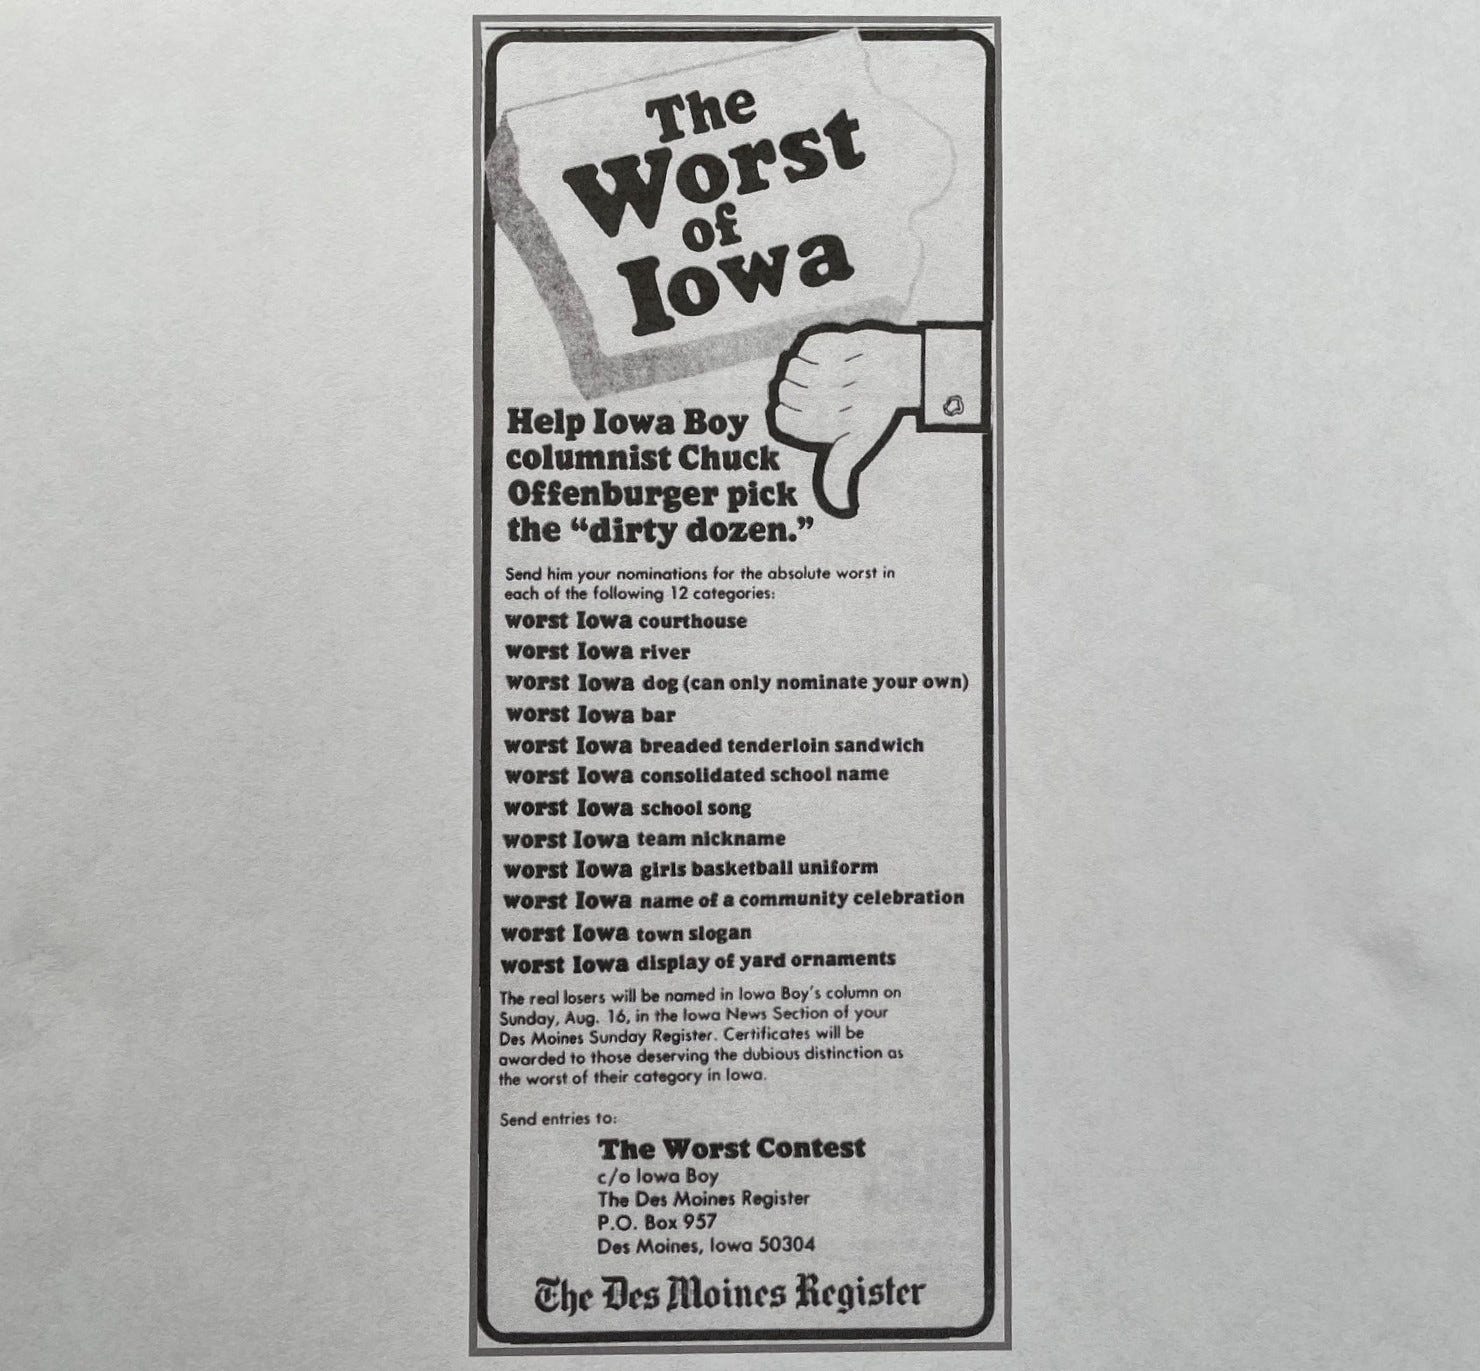 The
Worst
of
Iowa
Help Iowa Boy
columnist Chuck
Offenburger pick
the “dirty dozen.”
Send him your nominations for the absolute worst in
each of the following 12 categories:
worst Iowa courthouse
worst Iowa river
worst Iowa dog (can only nominate your own)
worst Iowa bar
worst Iowa breaded tenderloin sandwich
worst Iowa consolidated school name
worst Iowa school song
worst Iowa team nickname
worst Iowa girls basketball uniform
worst Iowa name of a community celebration
worst Iowa town slogan
worst Iowa display of yard ornaments
The real losers will be named in Iowa Boy's column on
Sunday, Aug. 16, in the Iowa News Section of your
Des Moines Sunday Register. Certificates will be
awarded to those deserving the dubious distinction as
the worst of their category in Iowa.
Send entries to:
The Worst Contest
c/o Iowa Boy
The Des Moines Register
P.O. Box 957
Des Moines, Iowa 50304
The Des Moines Register